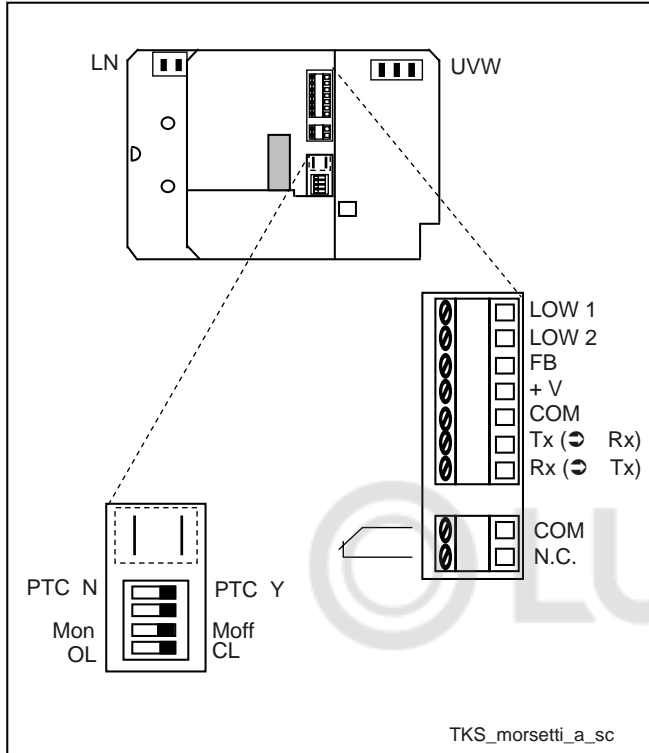 LN
UVW
LOW 1
LOW 2
FB
+ V
COM
Tx (➲ Rx)
Rx (➲ Tx)
COM
N.C.
PTC N PTC Y
Mon Moff
OL CL
LU
TKS_morsetti_a_sc